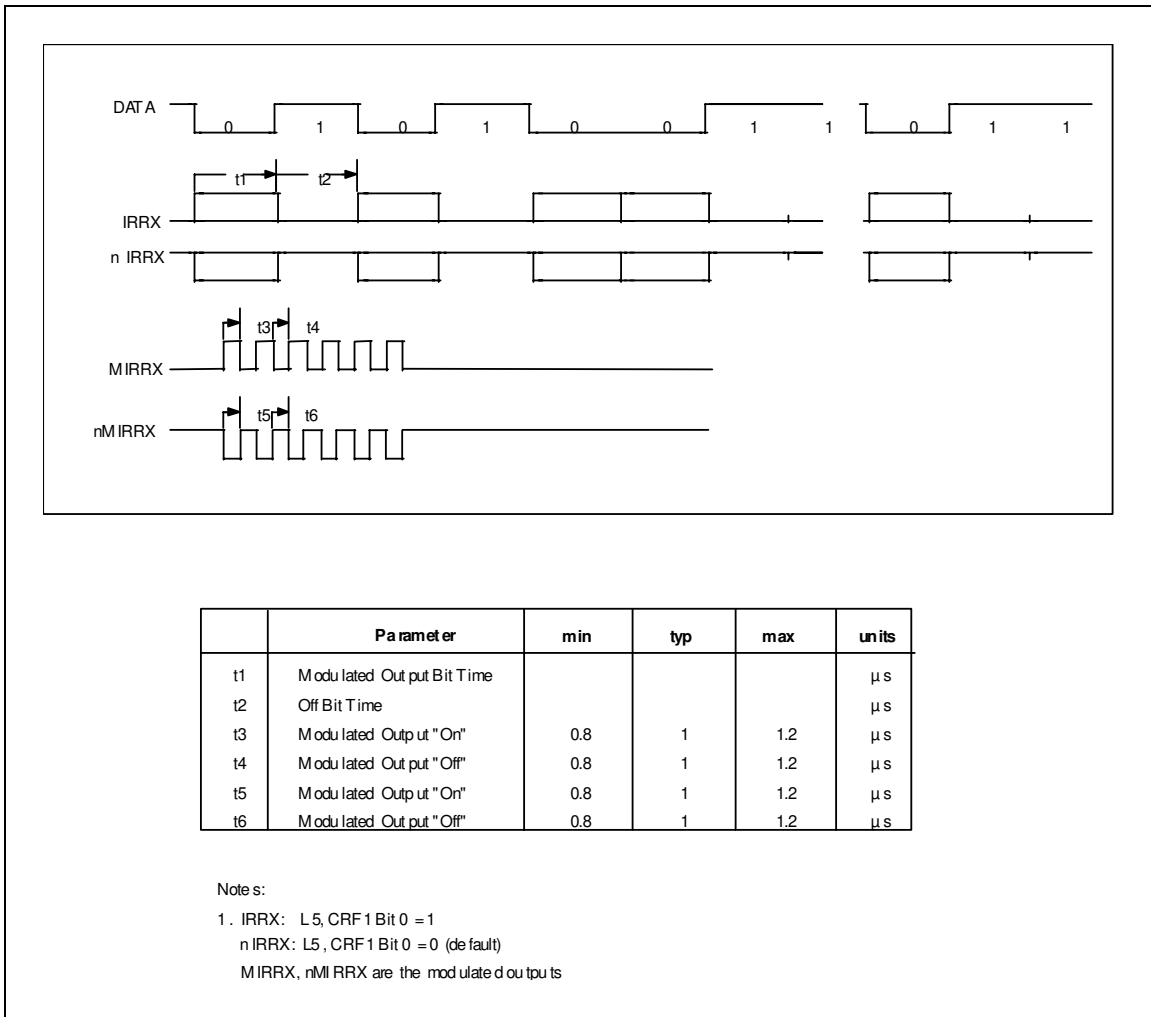 DATA
0 1 0 1 0 0 1 1 0 1 1
t1 t2
IRRX
n IRRX
t3 t4
MIRRX
t5 t6
nMIRRX
Parameter min typ max units
t1 Modulated Output Bit Time µs
t2 Off Bit Time µs
t3 Modulated Output "On" 0.8 1 1.2 µs
t4 Modulated Output "Off" 0.8 1 1.2 µs
t5 Modulated Output "On" 0.8 1 1.2 µs
t6 Modulated Output "Off" 0.8 1 1.2 µs
Notes:
1. IRRX: L5, CRF1 Bit 0 = 1
nIRRX: L5, CRF1 Bit 0 = 0 (default)
MIRRX, nMIRRX are the modulated outputs